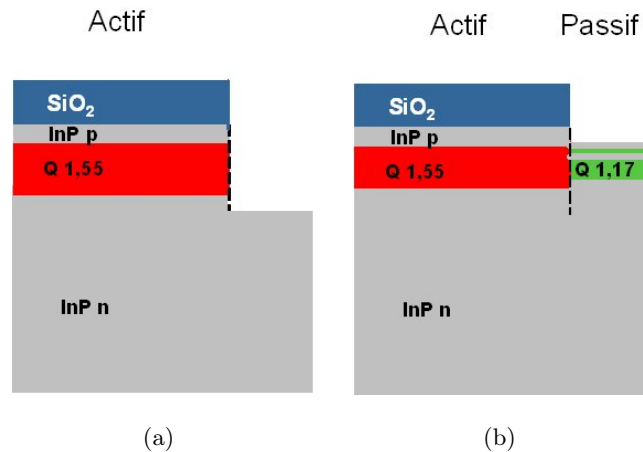 Actif
SiO₂
InP p
Q 1,55
InP n
(a)
Actif Passif
SiO₂
InP p
Q 1,55
Q 1,17
InP n
(b)